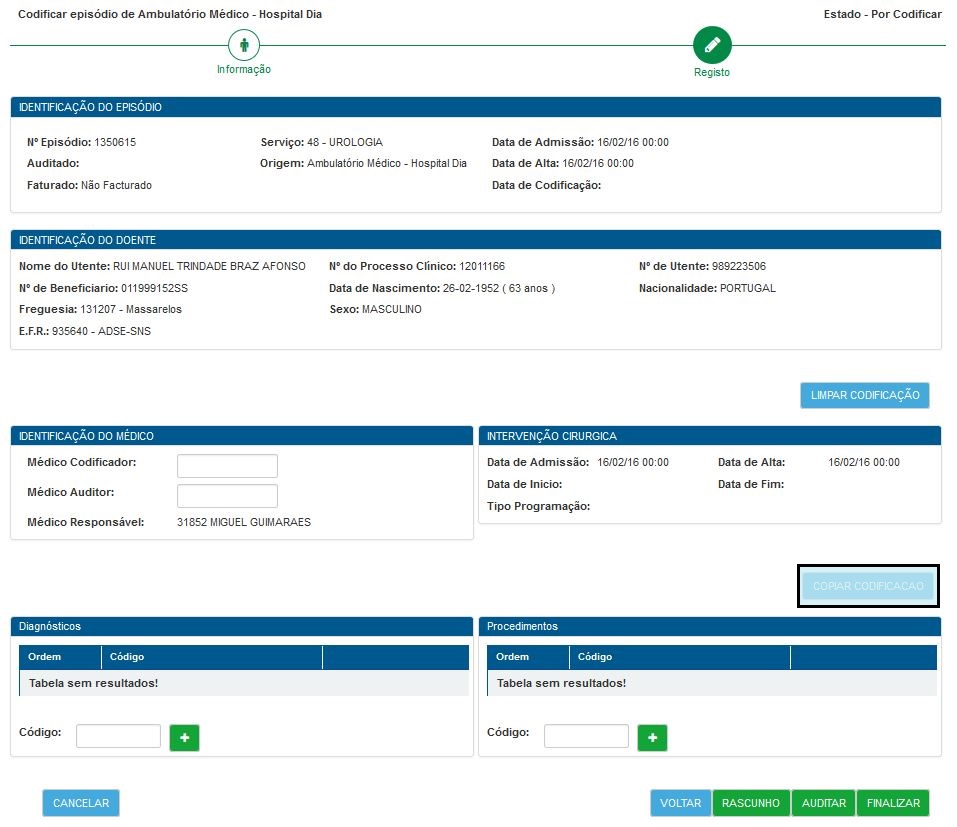 Codificar episódio de Ambulatório Médico - Hospital Dia
Estado - Por Codificar
Informação
Registo
IDENTIFICAÇÃO DO EPISÓDIO
Nº Episódio: 1350615 Serviço: 48 - UROLOGIA Data de Admissão: 16/02/16 00:00
Auditado: Origem: Ambulatório Médico - Hospital Dia Data de Alta: 16/02/16 00:00
Faturado: Não Facturado Data de Codificação:
IDENTIFICAÇÃO DO DOENTE
Nome do Utente: RUI MANUEL TRINDADE BRAZ AFONSO Nº do Processo Clínico: 12011166 Nº de Utente: 989223506
Nº de Beneficiario: 011999152SS Data de Nascimento: 26-02-1952 ( 63 anos ) Nacionalidade: PORTUGAL
Freguesia: 131207 - Massarelos Sexo: MASCULINO
E.F.R.: 935640 - ADSE-SNS
LIMPAR CODIFICAÇÃO
IDENTIFICAÇÃO DO MÉDICO
Médico Codificador:
Médico Auditor:
Médico Responsável: 31852 MIGUEL GUIMARAES
INTERVENÇÃO CIRURGICA
Data de Admissão: 16/02/16 00:00 Data de Alta: 16/02/16 00:00
Data de Inicio: Data de Fim:
Tipo Programação:
COPIAR CODIFICACAO
Diagnósticos
Ordem Código
Tabela sem resultados!
Código:
Procedimentos
Ordem Código
Tabela sem resultados!
Código:
CANCELAR VOLTAR RASCUNHO AUDITAR FINALIZAR